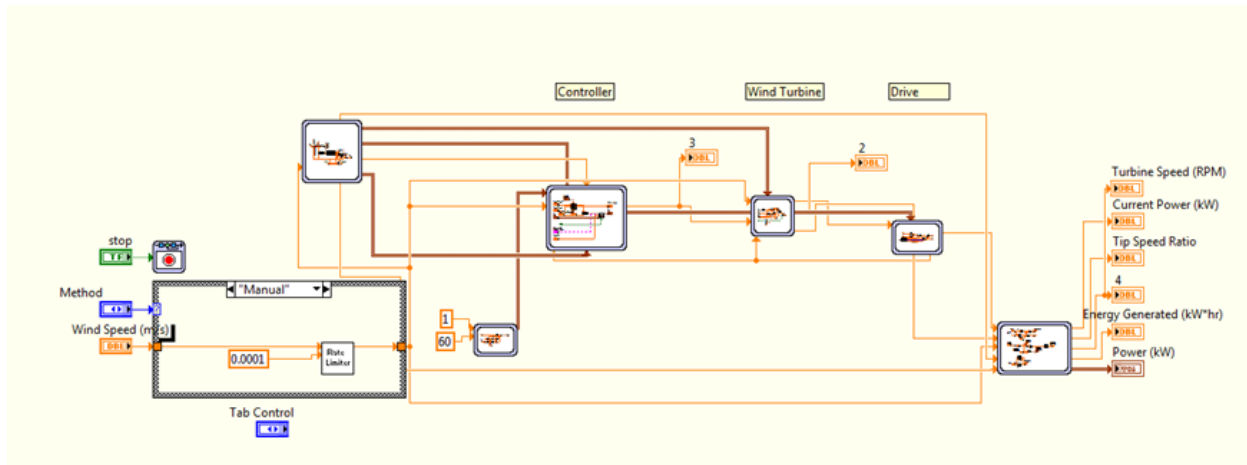 Controller
Wind Turbine
Drive
3
DBL
2
DBL
Turbine Speed (RPM)
DBL
Current Power (kW)
DBL
Tip Speed Ratio
DBL
4
DBL
Energy Generated (kW*hr)
DBL
Power (kW)
stop
TF
"Manual"
Method
Wind Speed (m/s)
DBL
0.0001
Rate
Limiter
1
60
Tab Control